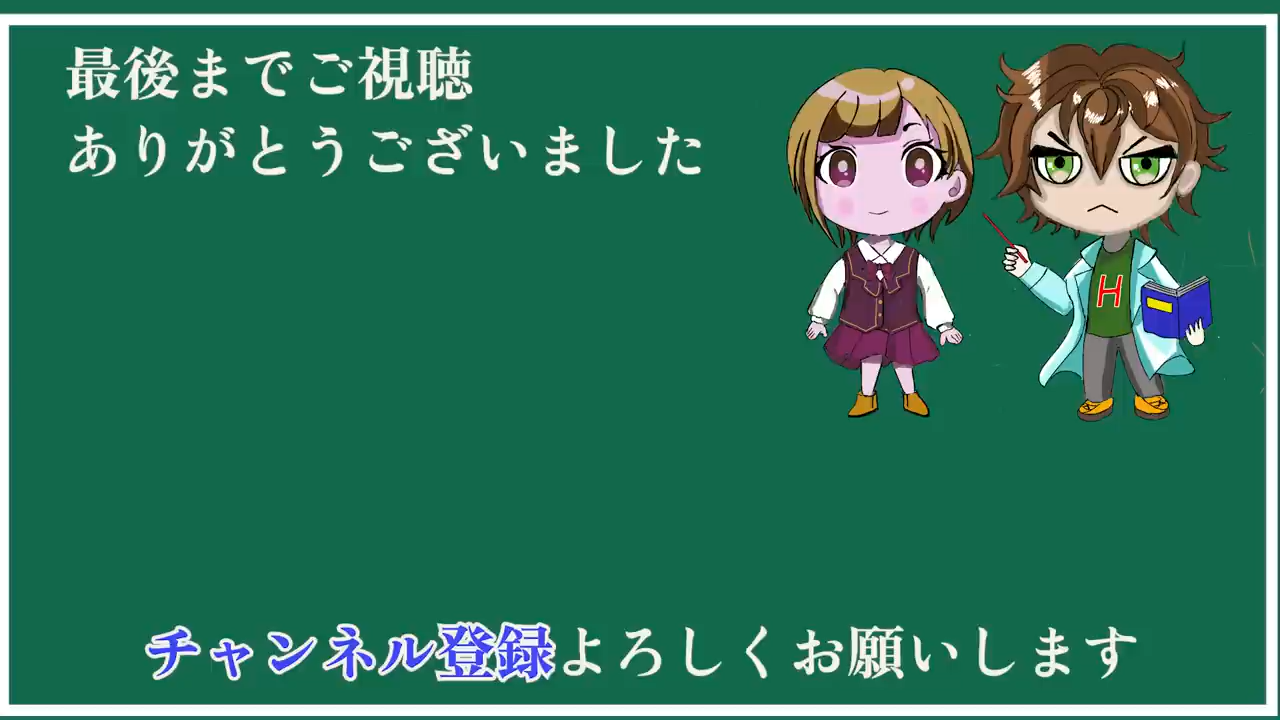 最後までご視聴
ありがとうございました
H
チャンネル登録よろしくお願いします